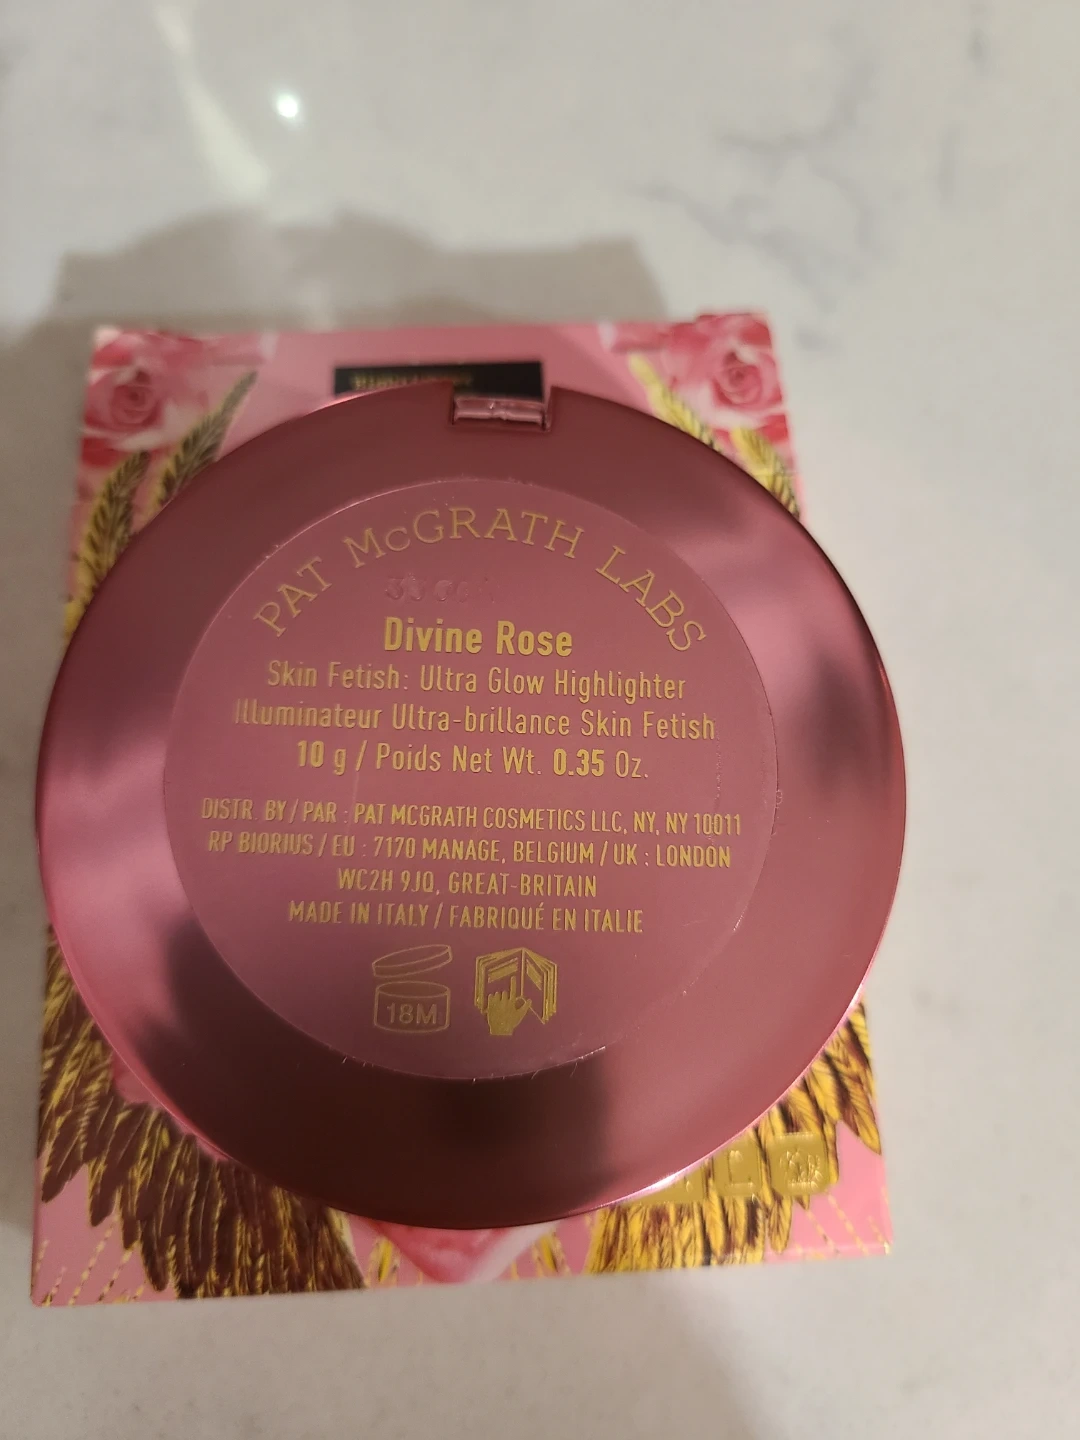 PAT McGRATH LABS
Divine Rose
Skin Fetish: Ultra Glow Highlighter
Illuminateur Ultra-brillance Skin Fetish
10 g / Poids Net Wt. 0.35 Oz.
DISTR. BY / PAR : PAT MCGRATH COSMETICS LLC, NY, NY 10011
RP BIORIUS / EU : 7170 MANAGE, BELGIUM / UK : LONDON
WC2H 9JQ, GREAT-BRITAIN
MADE IN ITALY / FABRIQUÉ EN ITALIE
18M